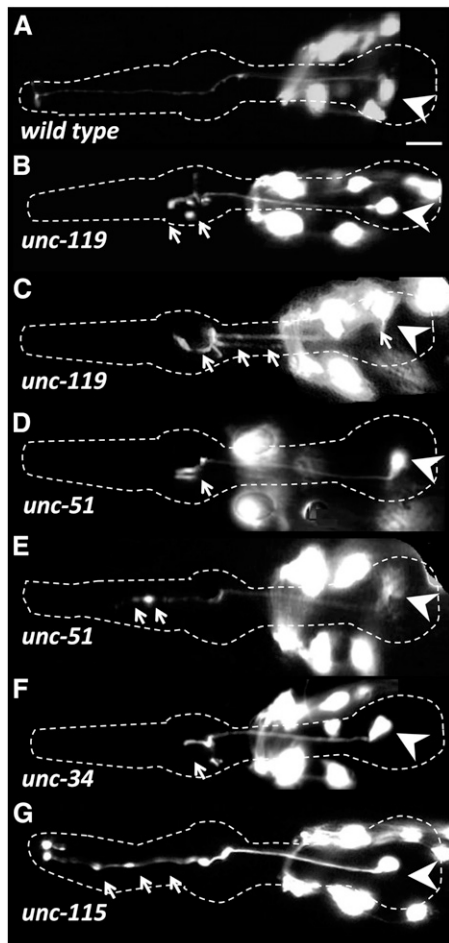 A
wild type
B
unc-119
C
unc-119
D
unc-51
E
unc-51
F
unc-34
G
unc-115